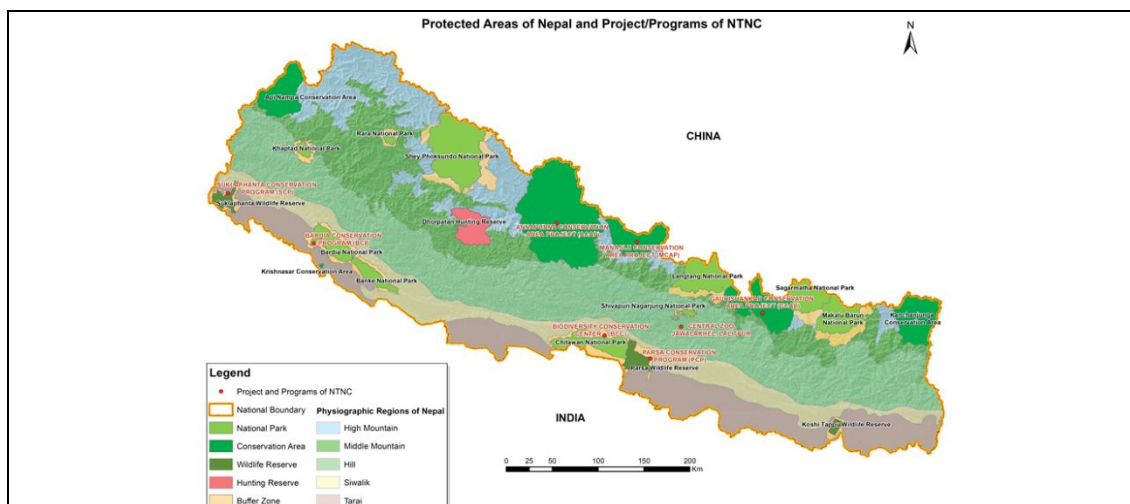 Protected Areas of Nepal and Project/Programs of NTNC
N
CHINA
Api Nampa Conservation Area
Rara National Park
Khaptad National Park
Shey Phoksundo National Park
SUKLAPHANTA CONSERVATION
PROGRAM (SCP)
Suklaphanta Wildlife Reserve
Dhorpatan Hunting Reserve
ANNAPURNA CONSERVATION
AREA PROJECT (ACAP)
MANASLU CONSERVATION
AREA PROJECT (MCAP)
BARDIA CONSERVATION
PROGRAM (BCP)
Bardia National Park
Krishnasar Conservation Area
Banke National Park
Langtang National Park
Sagarmatha National Park
GAURISHANKAR CONSERVATION
AREA PROJECT (GCAP)
Shivapuri Nagarjung National Park
Makalu Barun
National Park
Kanchanjunga
Conservation Area
BIODIVERSITY CONSERVATION
CENTER (BCC)
CENTRAL ZOO
JAWALAKHEL, LALITPUR
Chitawan National Park
PARSA CONSERVATION
PROGRAM (PCP)
Parsa Wildlife Reserve
Koshi Tappu Wildlife Reserve
INDIA
0 25 50 100 150 200
Km
Legend
Project and Programs of NTNC
National Boundary
National Park
Conservation Area
Wildlife Reserve
Hunting Reserve
Buffer Zone
Physiographic Regions of Nepal
High Mountain
Middle Mountain
Hill
Siwalik
Tarai